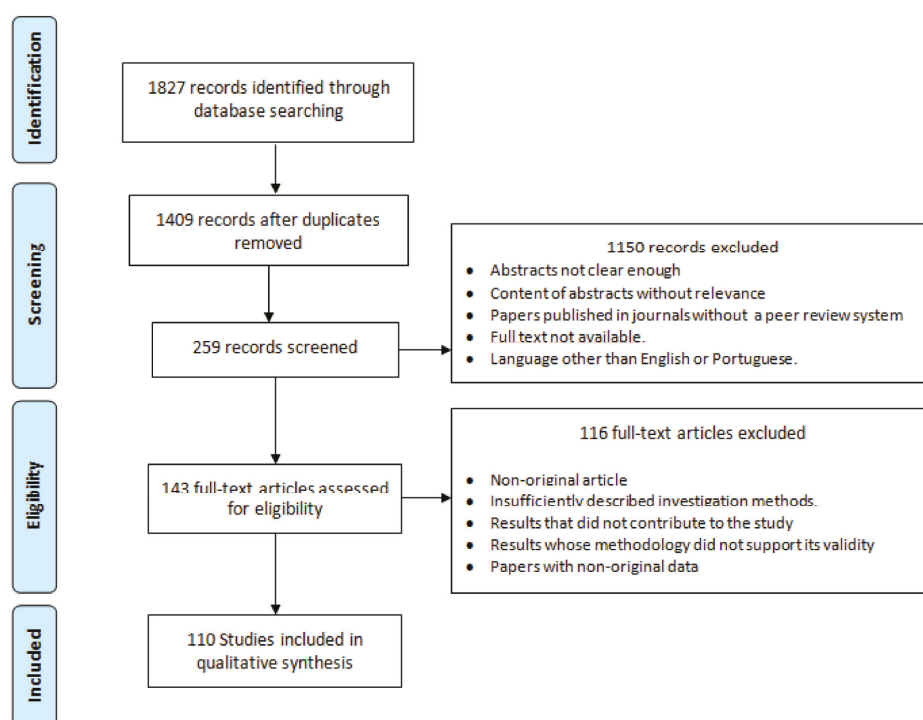 Identification
1827 records identified through
database searching
Screening
1409 records after duplicates
removed
1150 records excluded
• Abstracts not clear enough
• Content of abstracts without relevance
• Papers published in journals without a peer review system
• Full text not available.
• Language other than English or Portuguese.
259 records screened
Eligibility
116 full-text articles excluded
• Non-original article
• Insufficiently described investigation methods.
• Results that did not contribute to the study
• Results whose methodology did not support its validity
• Papers with non-original data
143 full-text articles assessed
for eligibility
Included
110 Studies included in
qualitative synthesis